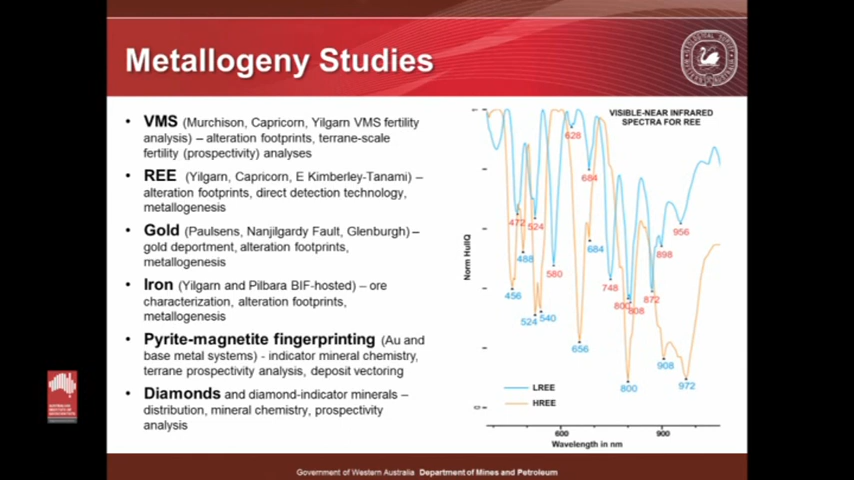 Metallogeny Studies
• VMS (Murchison, Capricorn, Yilgarn VMS fertility
analysis) – alteration footprints, terrane-scale
fertility (prospectivity) analyses
• REE (Yilgarn, Capricorn, E Kimberley-Tanami) –
alteration footprints, direct detection technology,
metallogenesis
• Gold (Paulsens, Nanjilgardy Fault, Glenburgh) –
gold deportment, alteration footprints,
metallogenesis
• Iron (Yilgarn and Pilbara BIF-hosted) – ore
characterization, alteration footprints,
metallogenesis
• Pyrite-magnetite fingerprinting (Au and
base metal systems) - indicator mineral chemistry,
terrane prospectivity analysis, deposit vectoring
• Diamonds and diamond-indicator minerals –
distribution, mineral chemistry, prospectivity
analysis
VISIBLE-NEAR INFRARED
SPECTRA FOR REE
1
628
684
472
524
956
684
488
898
580
748
872
456
800
808
524
540
656
908
972
800
Norm HullQ
LREE
HREE
0
600
900
Wavelength in nm
Government of Western Australia Department of Mines and Petroleum